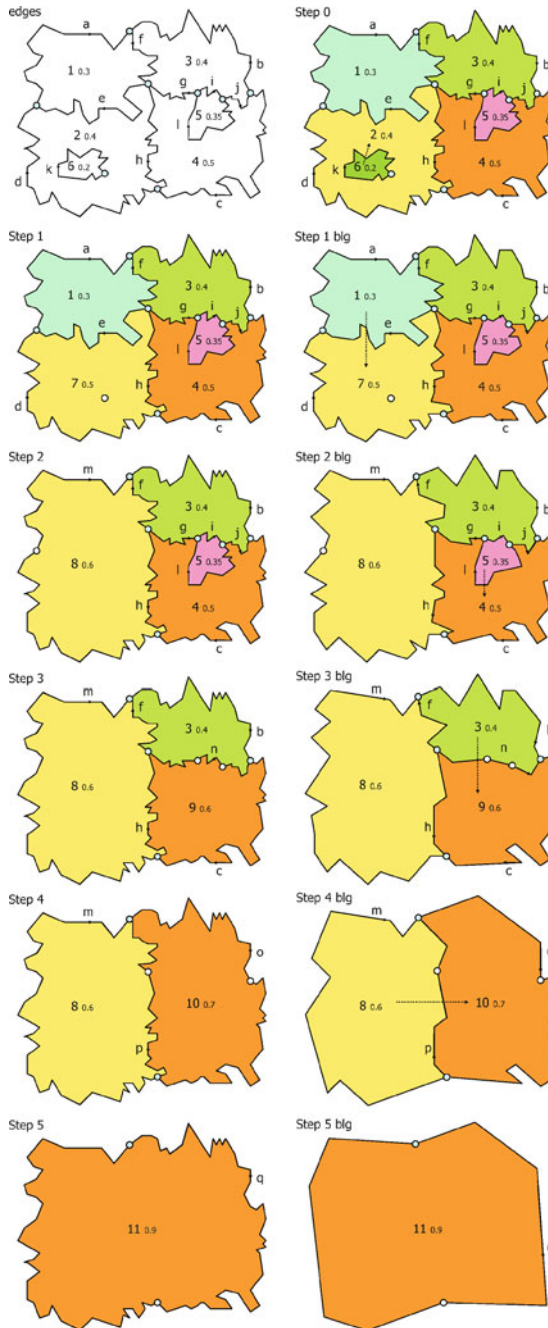 edges
a
f
3 0.4
b
1 0.3
g
i
j
e
5 0.35
l
2 0.4
h
4 0.5
k
6 0.2
d
c
Step 0
a
f
3 0.4
b
1 0.3
g
i
j
e
5 0.35
l
2 0.4
h
4 0.5
k
6 0.2
d
c
Step 1
a
f
3 0.4
b
1 0.3
g
i
j
e
5 0.35
l
7 0.5
h
4 0.5
d
c
Step 1 blg
a
f
3 0.4
b
1 0.3
g
i
j
e
5 0.35
l
7 0.5
h
4 0.5
d
c
Step 2
m
f
3 0.4
b
g
i
j
8 0.6
5 0.35
l
h
4 0.5
c
Step 2 blg
m
f
3 0.4
b
g
i
j
8 0.6
5 0.35
l
h
4 0.5
c
Step 3
m
f
3 0.4
b
n
8 0.6
9 0.6
h
c
Step 3 blg
m
f
3 0.4
n
8 0.6
9 0.6
h
c
Step 4
m
o
8 0.6
10 0.7
p
Step 4 blg
m
8 0.6
10 0.7
p
Step 5
q
11 0.9
Step 5 blg
11 0.9